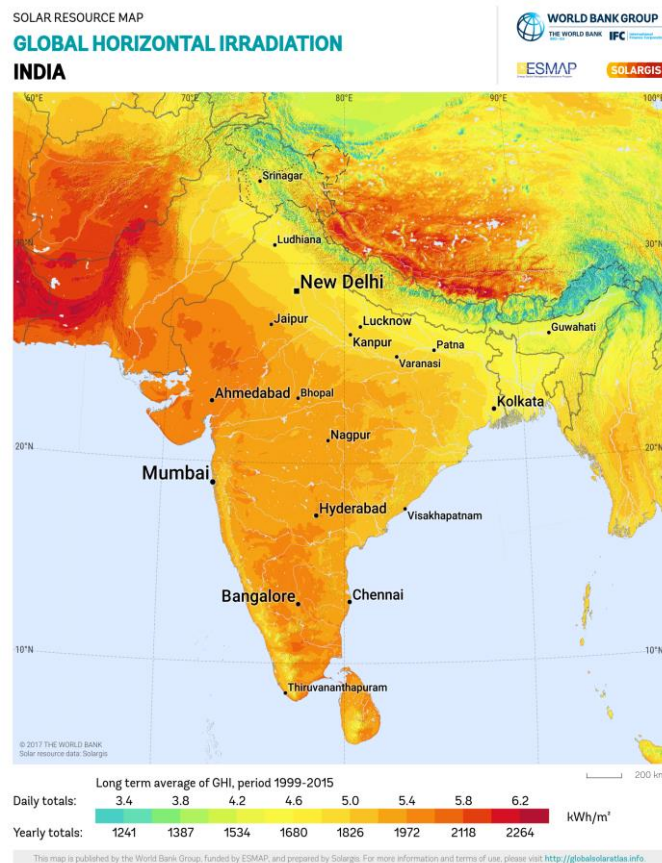 SOLAR RESOURCE MAP
GLOBAL HORIZONTAL IRRADIATION
INDIA
WORLD BANK GROUP
THE WORLD BANK
IFC
ESMAP
SOLARGIS
60°E
70°E
80°E
90°E
100°
Srinagar
30°N
Ludhiana
New Delhi
Jaipur
Lucknow
Kanpur
Guwahati
Patna
Varanasi
Ahmedabad
Bhopal
Kolkata
Nagpur
20°N
20°N
Mumbai
Hyderabad
Visakhapatnam
Bangalore
Chennai
10°N
10°N
Thiruvananthapuram
© 2017 THE WORLD BANK
Solar resource data: Solargis
200 km
Long term average of GHI, period 1999-2015
Daily totals: 3.4 3.8 4.2 4.6 5.0 5.4 5.8 6.2
kWh/m²
Yearly totals: 1241 1387 1534 1680 1826 1972 2118 2264
This map is published by the World Bank Group, funded by ESMAP, and prepared by Solargis. For more information and terms of use, please visit http://globalsolaratlas.info.